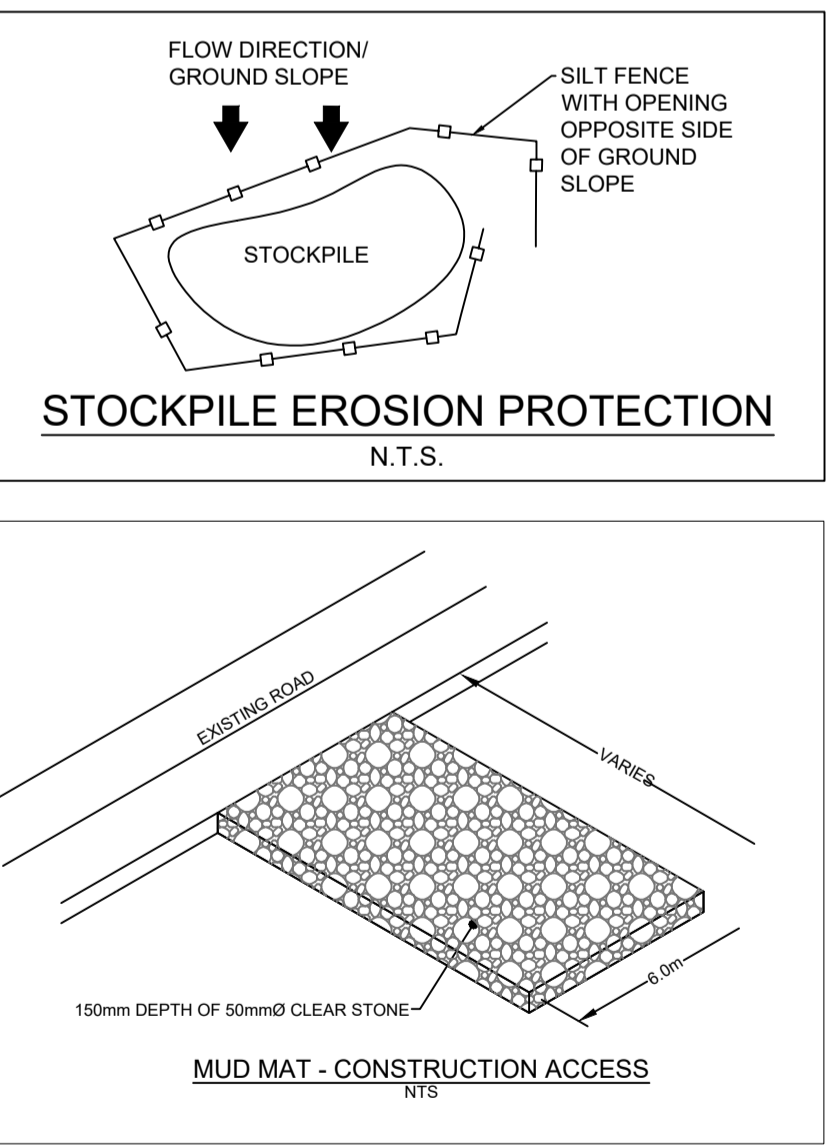 FLOW DIRECTION/
GROUND SLOPE
SILT FENCE
WITH OPENING
OPPOSITE SIDE
OF GROUND
SLOPE
STOCKPILE
STOCKPILE EROSION PROTECTION
N.T.S.
EXISTING ROAD
VARIES
6.0m
150mm DEPTH OF 50mmØ CLEAR STONE
MUD MAT - CONSTRUCTION ACCESS
NTS